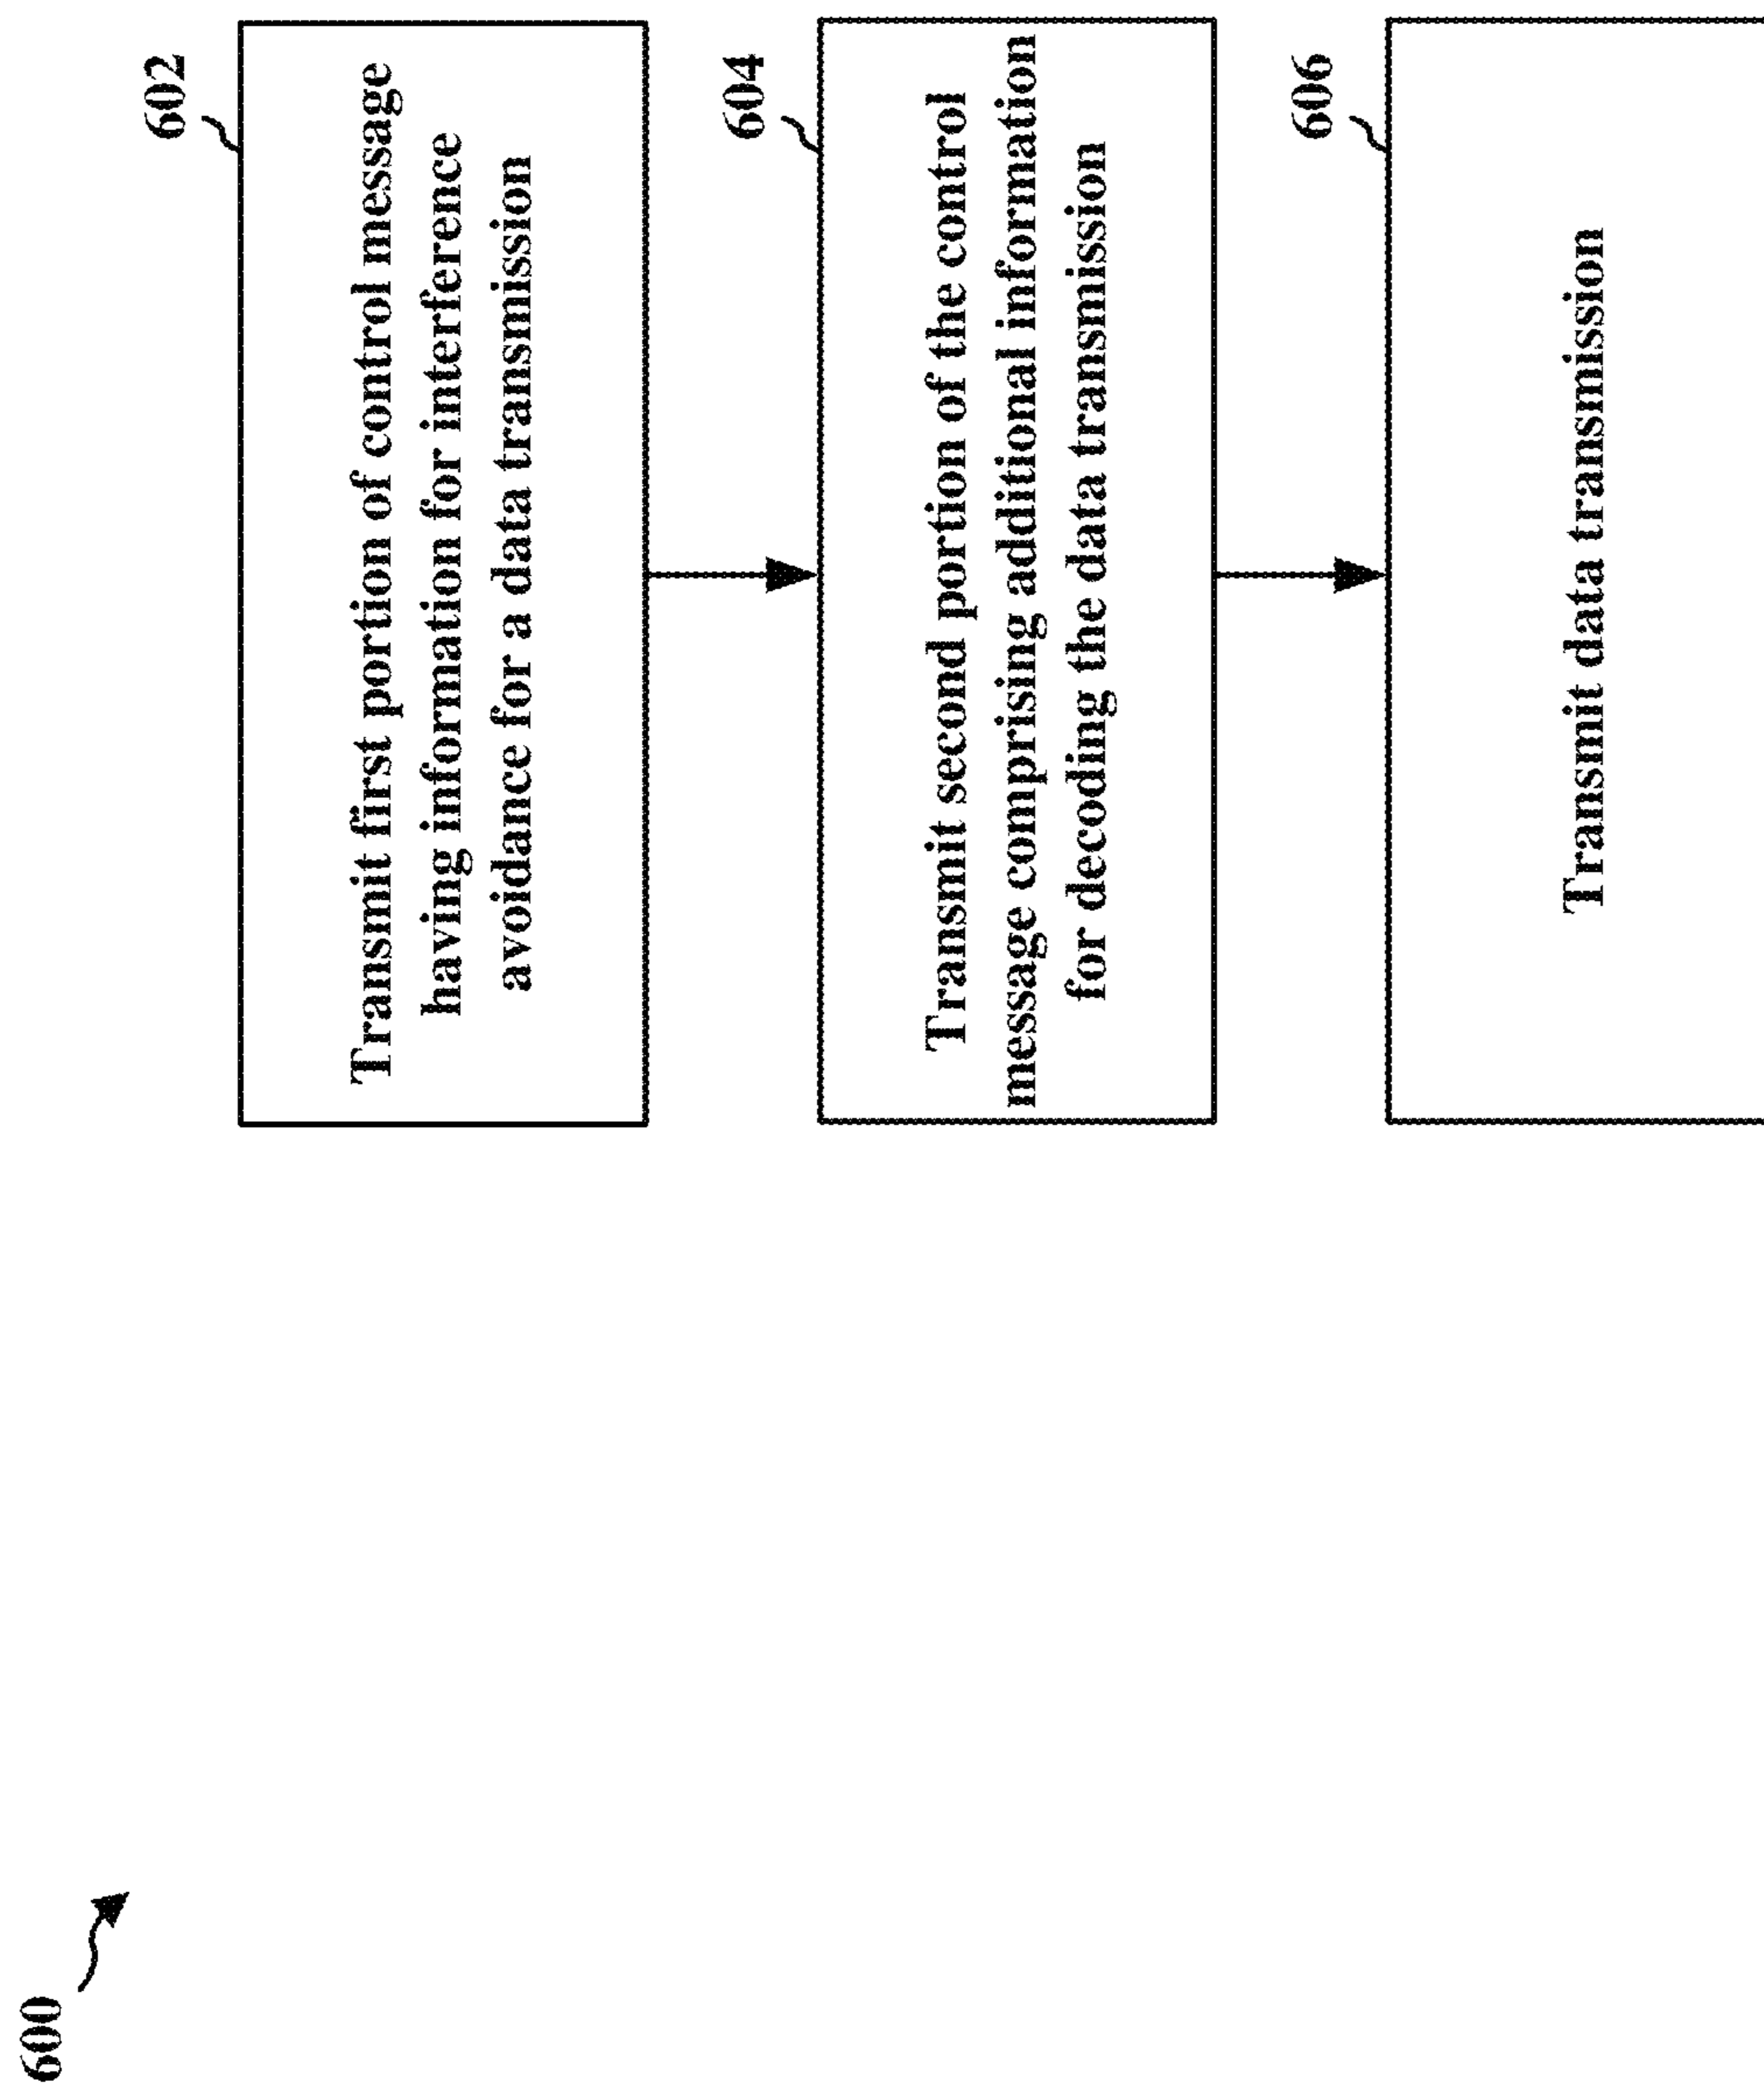 600
602
Transmit first portion of control message
having information for interference
avoidance for a data transmission
604
Transmit second portion of the control
message comprising additional information
for decoding the data transmission
606
Transmit data transmission